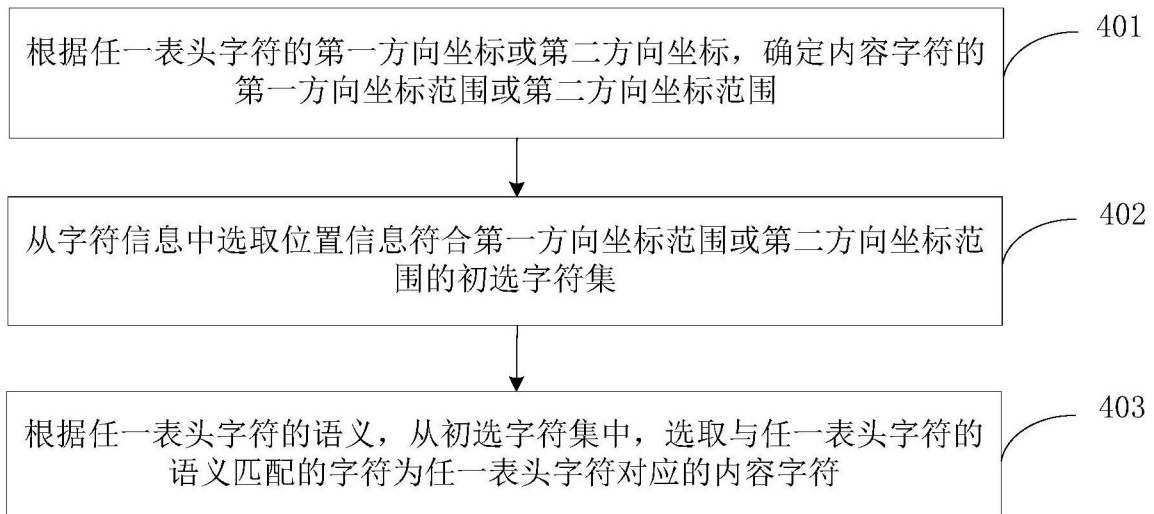 根据任一表头字符的第一方向坐标或第二方向坐标，确定内容字符的
第一方向坐标范围或第二方向坐标范围
401
从字符信息中选取位置信息符合第一方向坐标范围或第二方向坐标范
围的初选字符集
402
根据任一表头字符的语义，从初选字符集中，选取与任一表头字符的
语义匹配的字符为任一表头字符对应的内容字符
403